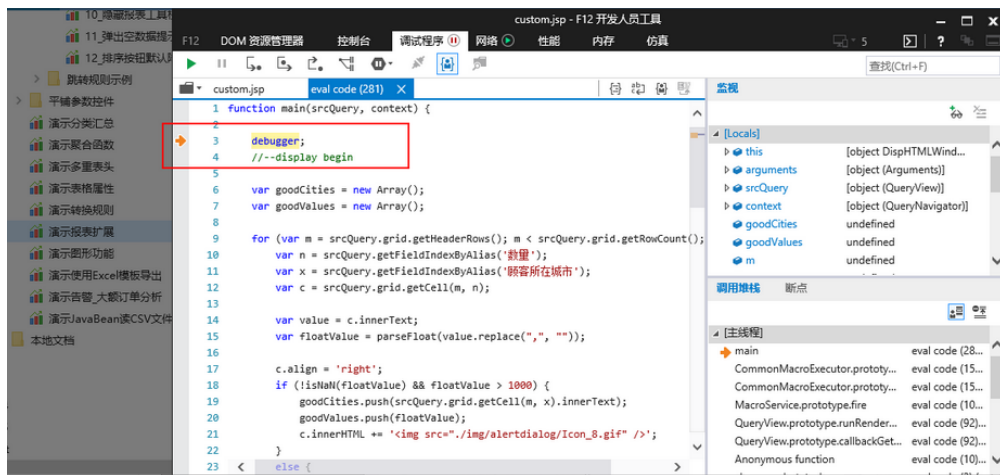 10_隐藏报表工具
11_弹出空数据提
12_排序按钮默认
跳转规则示例
平铺参数控件
演示分类汇总
演示聚合函数
演示多重表头
演示表格属性
演示转换规则
演示报表扩展
演示图形功能
演示使用Excel模板导出
演示告警_大额订单分析
演示JavaBean读CSV文件
本地文档
custom.jsp - F12 开发人员工具
F12 DOM 资源管理器 控制台 调试程序 网络 性能 内存 仿真 5 ?
查找(Ctrl+F)
custom.jsp eval code (281) ✕
1 function main(srcQuery, context) {
2
3 debugger;
4 //--display begin
5
6 var goodCities = new Array();
7 var goodValues = new Array();
8
9 for (var m = srcQuery.grid.getHeaderRows(); m < srcQuery.grid.getRowCount();
10 var n = srcQuery.getFieldIndexByAlias('数量');
11 var x = srcQuery.getFieldIndexByAlias('顾客所在城市');
12 var c = srcQuery.grid.getCell(m, n);
13
14 var value = c.innerText;
15 var floatValue = parseFloat(value.replace(",", ""));
16
17 c.align = 'right';
18 if (!isNaN(floatValue) && floatValue > 1000) {
19 goodCities.push(srcQuery.grid.getCell(m, x).innerText);
20 goodValues.push(floatValue);
21 c.innerHTML += '<img src="./img/alertdialog/Icon_8.gif" />';
22 }
23 else {
监视
[Locals]
this [object DispHTMLWind...
arguments [object (Arguments)]
srcQuery [object (QueryView)]
context [object (QueryNavigator)]
goodCities undefined
goodValues undefined
m undefined
调用堆栈 断点
[主线程]
main eval code (28...
CommonMacroExecutor.prototy... eval code (15...
CommonMacroExecutor.prototy... eval code (15...
MacroService.prototype.fire eval code (10...
QueryView.prototype.runRender... eval code (92)...
QueryView.prototype.callbackGet... eval code (92)...
Anonymous function eval code (10)...